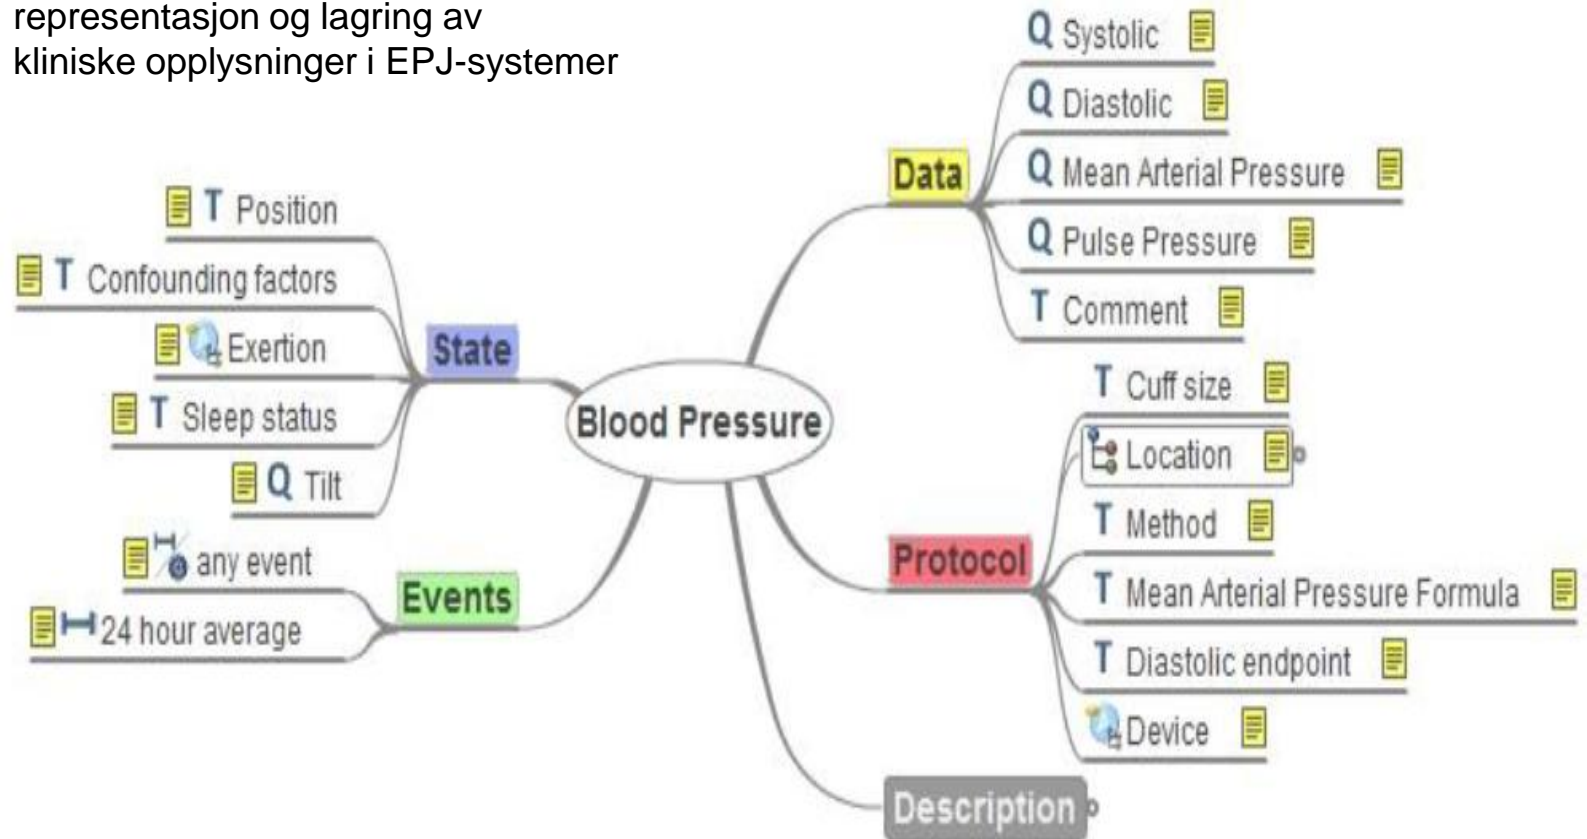 representasjon og lagring av
kliniske opplysninger i EPJ-systemer
Blood Pressure
Data
Q Systolic
Q Diastolic
Q Mean Arterial Pressure
Q Pulse Pressure
T Comment
State
T Position
T Confounding factors
Exertion
T Sleep status
Q Tilt
Events
any event
24 hour average
Protocol
T Cuff size
Location
T Method
T Mean Arterial Pressure Formula
T Diastolic endpoint
Device
Description